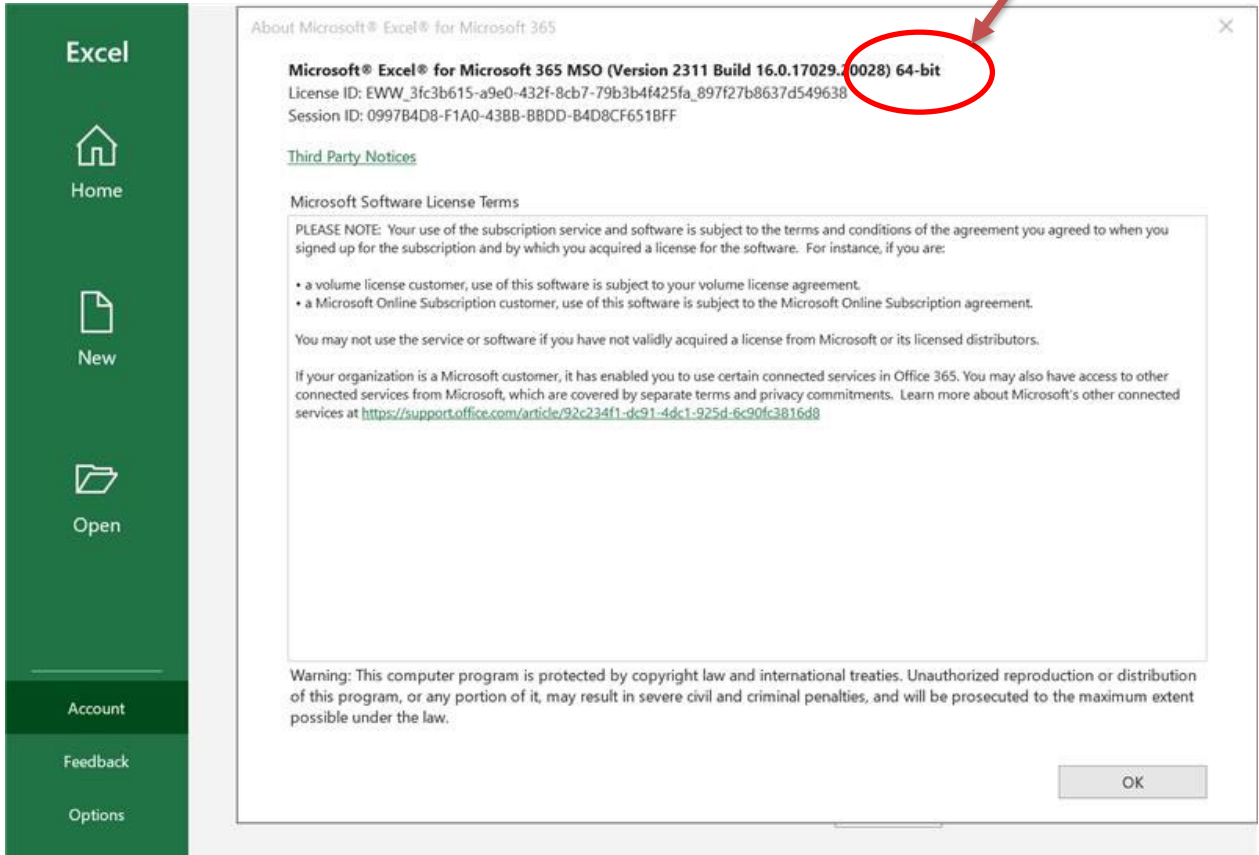 Excel
Home
New
Open
Account
Feedback
Options
About Microsoft® Excel® for Microsoft 365
Microsoft® Excel® for Microsoft 365 MSO (Version 2311 Build 16.0.17029.20028) 64-bit
License ID: EWW_3fc3b615-a9e0-432f-8cb7-79b3b4f425fa_897f27b8637d549638
Session ID: 0997B4D8-F1A0-43BB-BBDD-B4D8CF651BFF
Third Party Notices
Microsoft Software License Terms
PLEASE NOTE: Your use of the subscription service and software is subject to the terms and conditions of the agreement you agreed to when you
signed up for the subscription and by which you acquired a license for the software. For instance, if you are:
• a volume license customer, use of this software is subject to your volume license agreement.
• a Microsoft Online Subscription customer, use of this software is subject to the Microsoft Online Subscription agreement.
You may not use the service or software if you have not validly acquired a license from Microsoft or its licensed distributors.
If your organization is a Microsoft customer, it has enabled you to use certain connected services in Office 365. You may also have access to other
connected services from Microsoft, which are covered by separate terms and privacy commitments. Learn more about Microsoft's other connected
services at https://support.office.com/article/92c234f1-dc91-4dc1-925d-6c90fc3816d8
Warning: This computer program is protected by copyright law and international treaties. Unauthorized reproduction or distribution
of this program, or any portion of it, may result in severe civil and criminal penalties, and will be prosecuted to the maximum extent
possible under the law.
OK